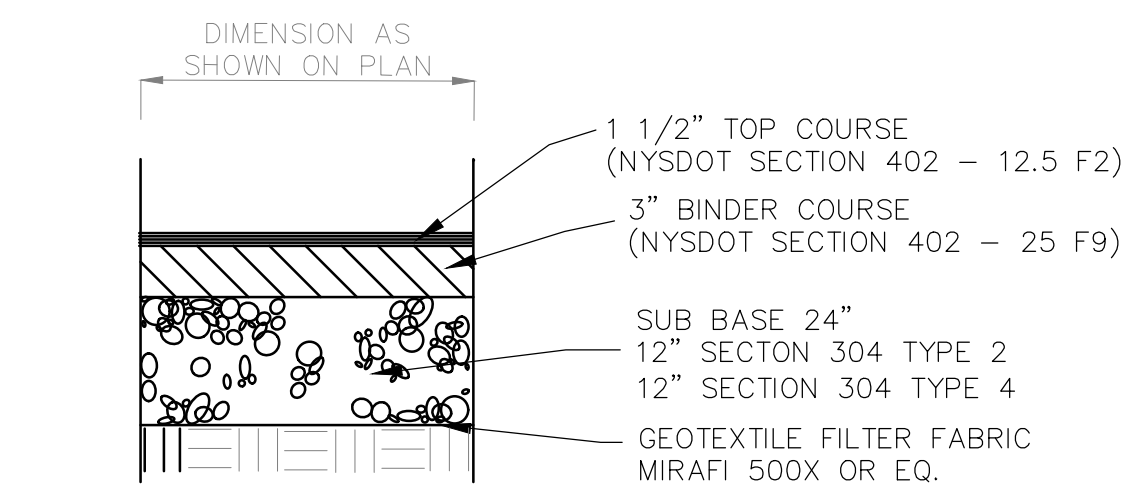 DIMENSION AS
SHOWN ON PLAN
1 1/2" TOP COURSE
(NYSDOT SECTION 402 – 12.5 F2)
3" BINDER COURSE
(NYSDOT SECTION 402 – 25 F9)
SUB BASE 24"
12" SECTON 304 TYPE 2
12" SECTION 304 TYPE 4
GEOTEXTILE FILTER FABRIC
MIRAFI 500X OR EQ.